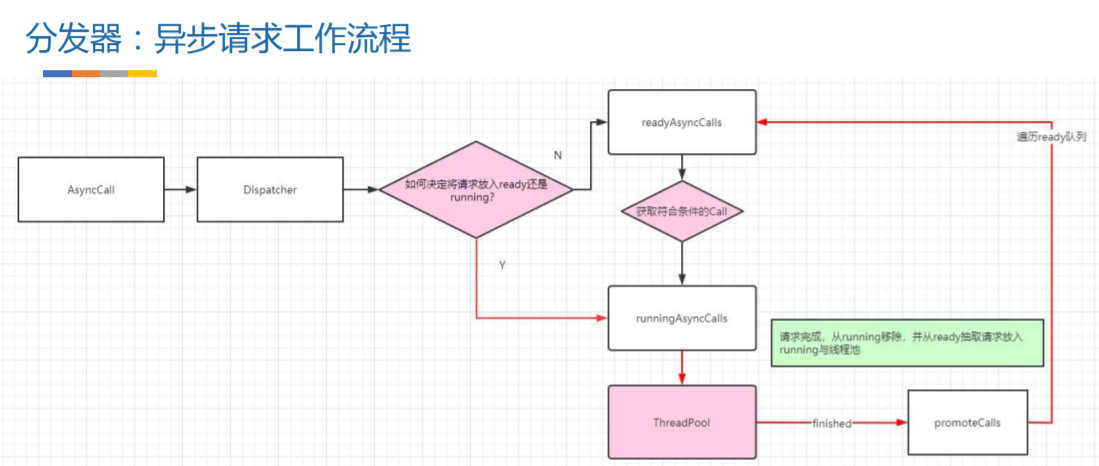 分发器：异步请求工作流程
readyAsyncCalls
遍历ready队列
N
AsyncCall
Dispatcher
如何决定将请求放入ready还是
running?
获取符合条件的Call
Y
runningAsyncCalls
请求完成，从running移除，并从ready抽取请求放入
running与线程池
ThreadPool
finished
promoteCalls